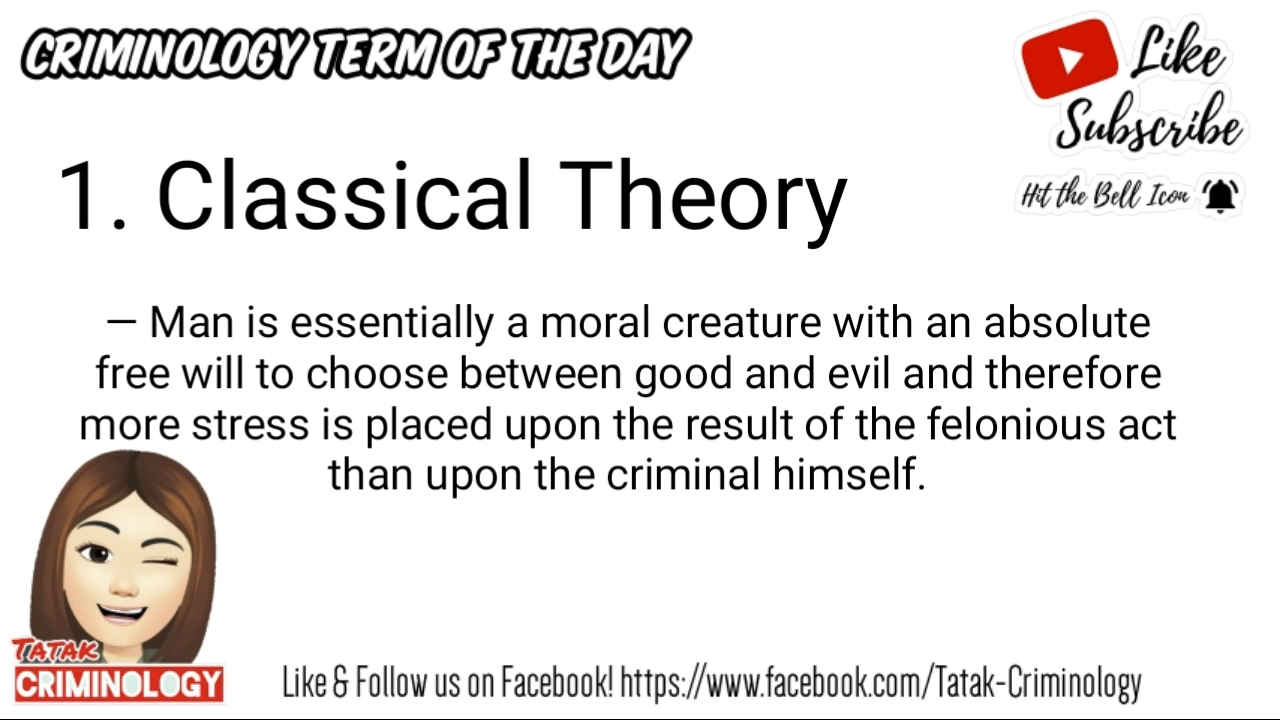 CRIMINOLOGY TERM OF THE DAY
Like
Subscribe
Hit the Bell Icon
1. Classical Theory
– Man is essentially a moral creature with an absolute
free will to choose between good and evil and therefore
more stress is placed upon the result of the felonious act
than upon the criminal himself.
TATAK
CRIMINOLOGY
Like & Follow us on Facebook! https://www.facebook.com/Tatak-Criminology